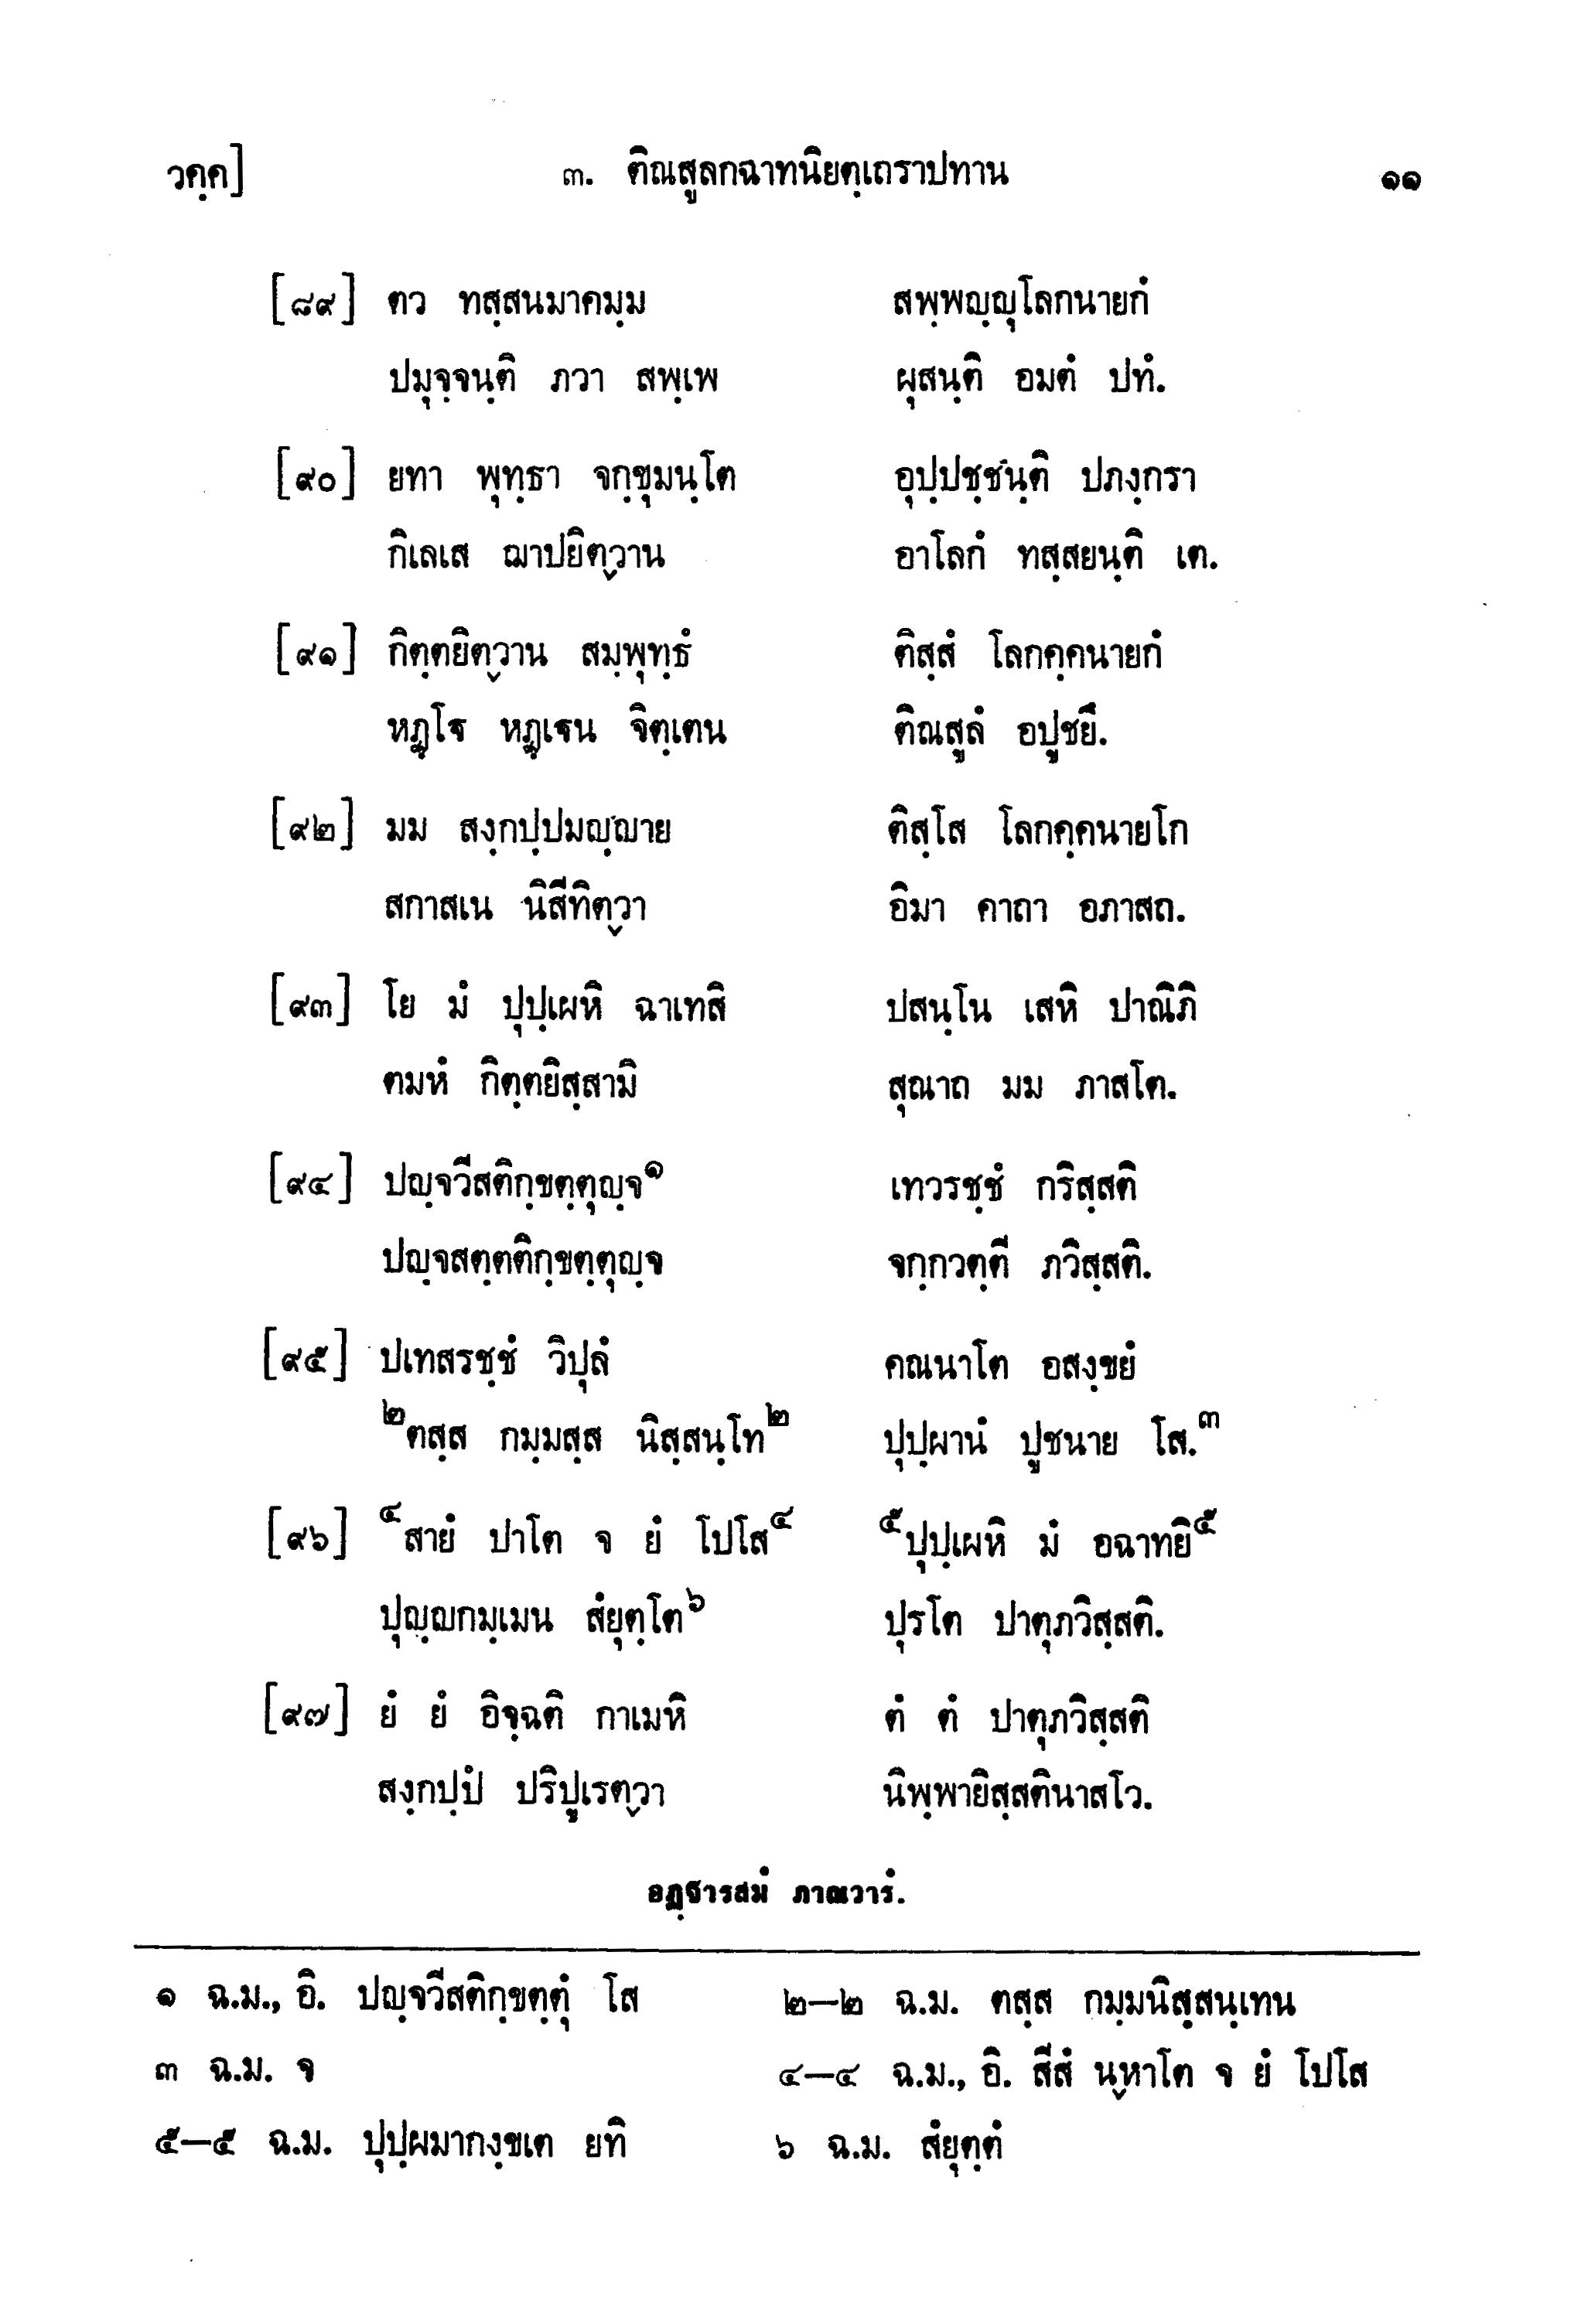 วคฺค] ๓. ติณสูลกฉาทนิยตฺเถราปทาน ๑๑
[๘๙] ตว ทสฺสนมาคมฺม สพฺพญฺญุโลกนายกํ
ปมุจฺจนฺติ ภวา สพฺเพ ผุสนฺติ อมตํ ปทํ.
[๙๐] ยทา พุทฺธา จกฺขุมนฺโต อุปฺปชฺชนฺติ ปภงฺกรา
กิเลเส ฌาปยิตฺวาน อาโลกํ ทสฺสยนฺติ เต.
[๙๑] กิตฺตยิตฺวาน สมฺพุทฺธํ ติสฺสํ โลกคฺคนายกํ
หฏฺโฐ หฏฺเฐน จิตฺเตน ติณสูลํ อปูชยึ.
[๙๒] มม สงฺกปฺปมญฺญาย ติสฺโส โลกคฺคนายโก
สกาสเน นิสีทิตฺวา อิมา คาถา อภาสถ.
[๙๓] โย มํ ปุปฺเผหิ ฉาเทสิ ปสนฺโน เสหิ ปาณิภิ
ตมหํ กิตฺตยิสฺสามิ สุณาถ มม ภาสโต.
[๙๔] ปญฺจวีสติกฺขตฺตุญฺจ๑ เทวรชฺชํ กริสฺสติ
ปญฺจสตฺตติกฺขตฺตุญฺจ จกฺกวตฺตี ภวิสฺสติ.
[๙๕] ปเทสรชฺชํ วิปุลํ คณนาโต อสงฺขยํ
๒ตสฺส กมฺมสฺส นิสฺสนฺโท๒ ปุปฺผานํ ปูชนาย โส.๓
[๙๖] ๔สายํ ปาโต จ ยํ โปโส๔ ๕ปุปฺเผหิ มํ อฉาทยิ๕
ปุญฺญกมฺเมน สํยุตฺโต๖ ปุรโต ปาตุภวิสฺสติ.
[๙๗] ยํ ยํ อิจฺฉติ กาเมหิ ตํ ตํ ปาตุภวิสฺสติ
สงฺกปฺปํ ปริปูเรตฺวา นิพฺพายิสฺสตินาสโว.
อฏฺฐารสมํ ภาณวารํ.
๑ ฉ.ม., อิ. ปญฺจวีสติกฺขตฺตุํ โส ๒–๒ ฉ.ม. ตสฺส กมฺมนิสฺสนฺเทน
๓ ฉ.ม. จ ๔–๔ ฉ.ม., อิ. สีสํ นฺหาโต จ ยํ โปโส
๕–๕ ฉ.ม. ปุปฺผมากงฺขเต ยทิ ๖ ฉ.ม. สํยุตฺตํ